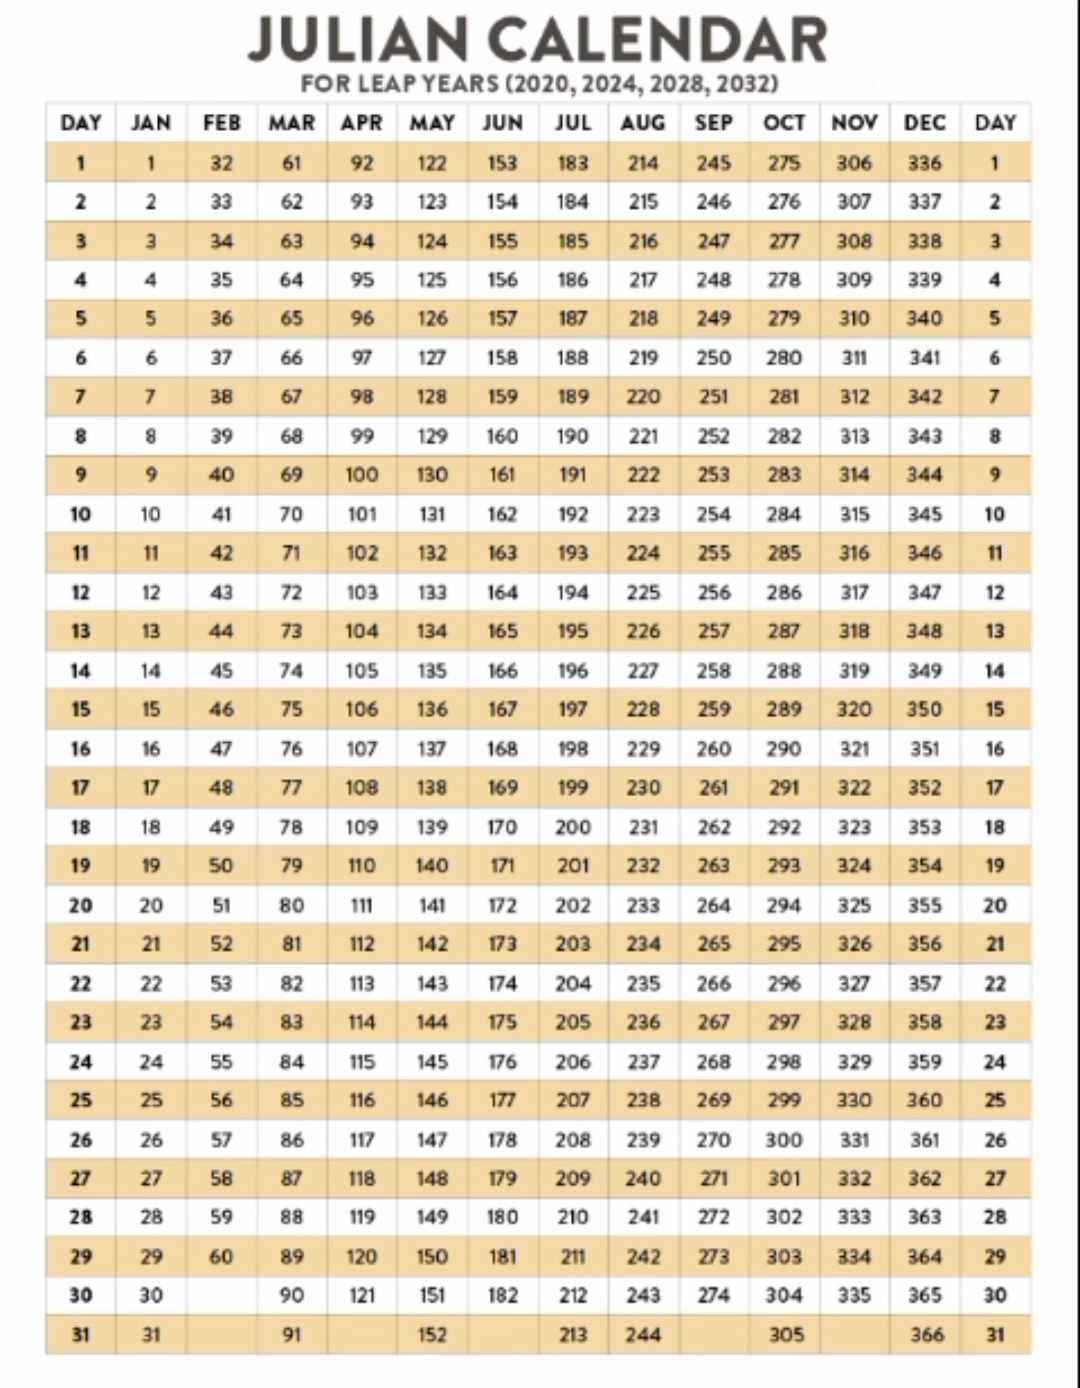 JULIAN CALENDAR
FOR LEAP YEARS (2020, 2024, 2028, 2032)
DAY JAN FEB MAR APR MAY JUN JUL AUG SEP OCT NOV DEC DAY
1 1 32 61 92 122 153 183 214 245 275 306 336 1
2 2 33 62 93 123 154 184 215 246 276 307 337 2
3 3 34 63 94 124 155 185 216 247 277 308 338 3
4 4 35 64 95 125 156 186 217 248 278 309 339 4
5 5 36 65 96 126 157 187 218 249 279 310 340 5
6 6 37 66 97 127 158 188 219 250 280 311 341 6
7 7 38 67 98 128 159 189 220 251 281 312 342 7
8 8 39 68 99 129 160 190 221 252 282 313 343 8
9 9 40 69 100 130 161 191 222 253 283 314 344 9
10 10 41 70 101 131 162 192 223 254 284 315 345 10
11 11 42 71 102 132 163 193 224 255 285 316 346 11
12 12 43 72 103 133 164 194 225 256 286 317 347 12
13 13 44 73 104 134 165 195 226 257 287 318 348 13
14 14 45 74 105 135 166 196 227 258 288 319 349 14
15 15 46 75 106 136 167 197 228 259 289 320 350 15
16 16 47 76 107 137 168 198 229 260 290 321 351 16
17 17 48 77 108 138 169 199 230 261 291 322 352 17
18 18 49 78 109 139 170 200 231 262 292 323 353 18
19 19 50 79 110 140 171 201 232 263 293 324 354 19
20 20 51 80 111 141 172 202 233 264 294 325 355 20
21 21 52 81 112 142 173 203 234 265 295 326 356 21
22 22 53 82 113 143 174 204 235 266 296 327 357 22
23 23 54 83 114 144 175 205 236 267 297 328 358 23
24 24 55 84 115 145 176 206 237 268 298 329 359 24
25 25 56 85 116 146 177 207 238 269 299 330 360 25
26 26 57 86 117 147 178 208 239 270 300 331 361 26
27 27 58 87 118 148 179 209 240 271 301 332 362 27
28 28 59 88 119 149 180 210 241 272 302 333 363 28
29 29 60 89 120 150 181 211 242 273 303 334 364 29
30 30 90 121 151 182 212 243 274 304 335 365 30
31 31 91 152 213 244 305 366 31